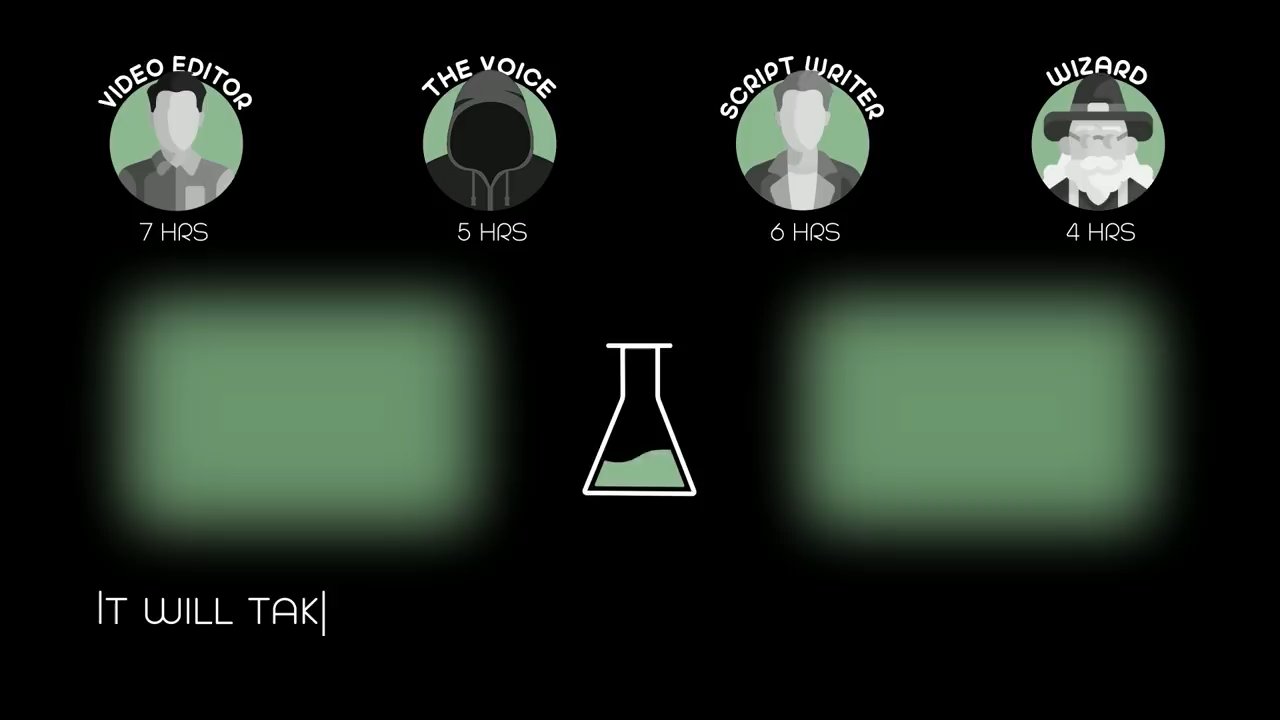 VIDEO EDITOR
THE VOICE
SCRIPT WRITER
WIZARD
7 HRS
5 HRS
6 HRS
4 HRS
IT WILL TAK